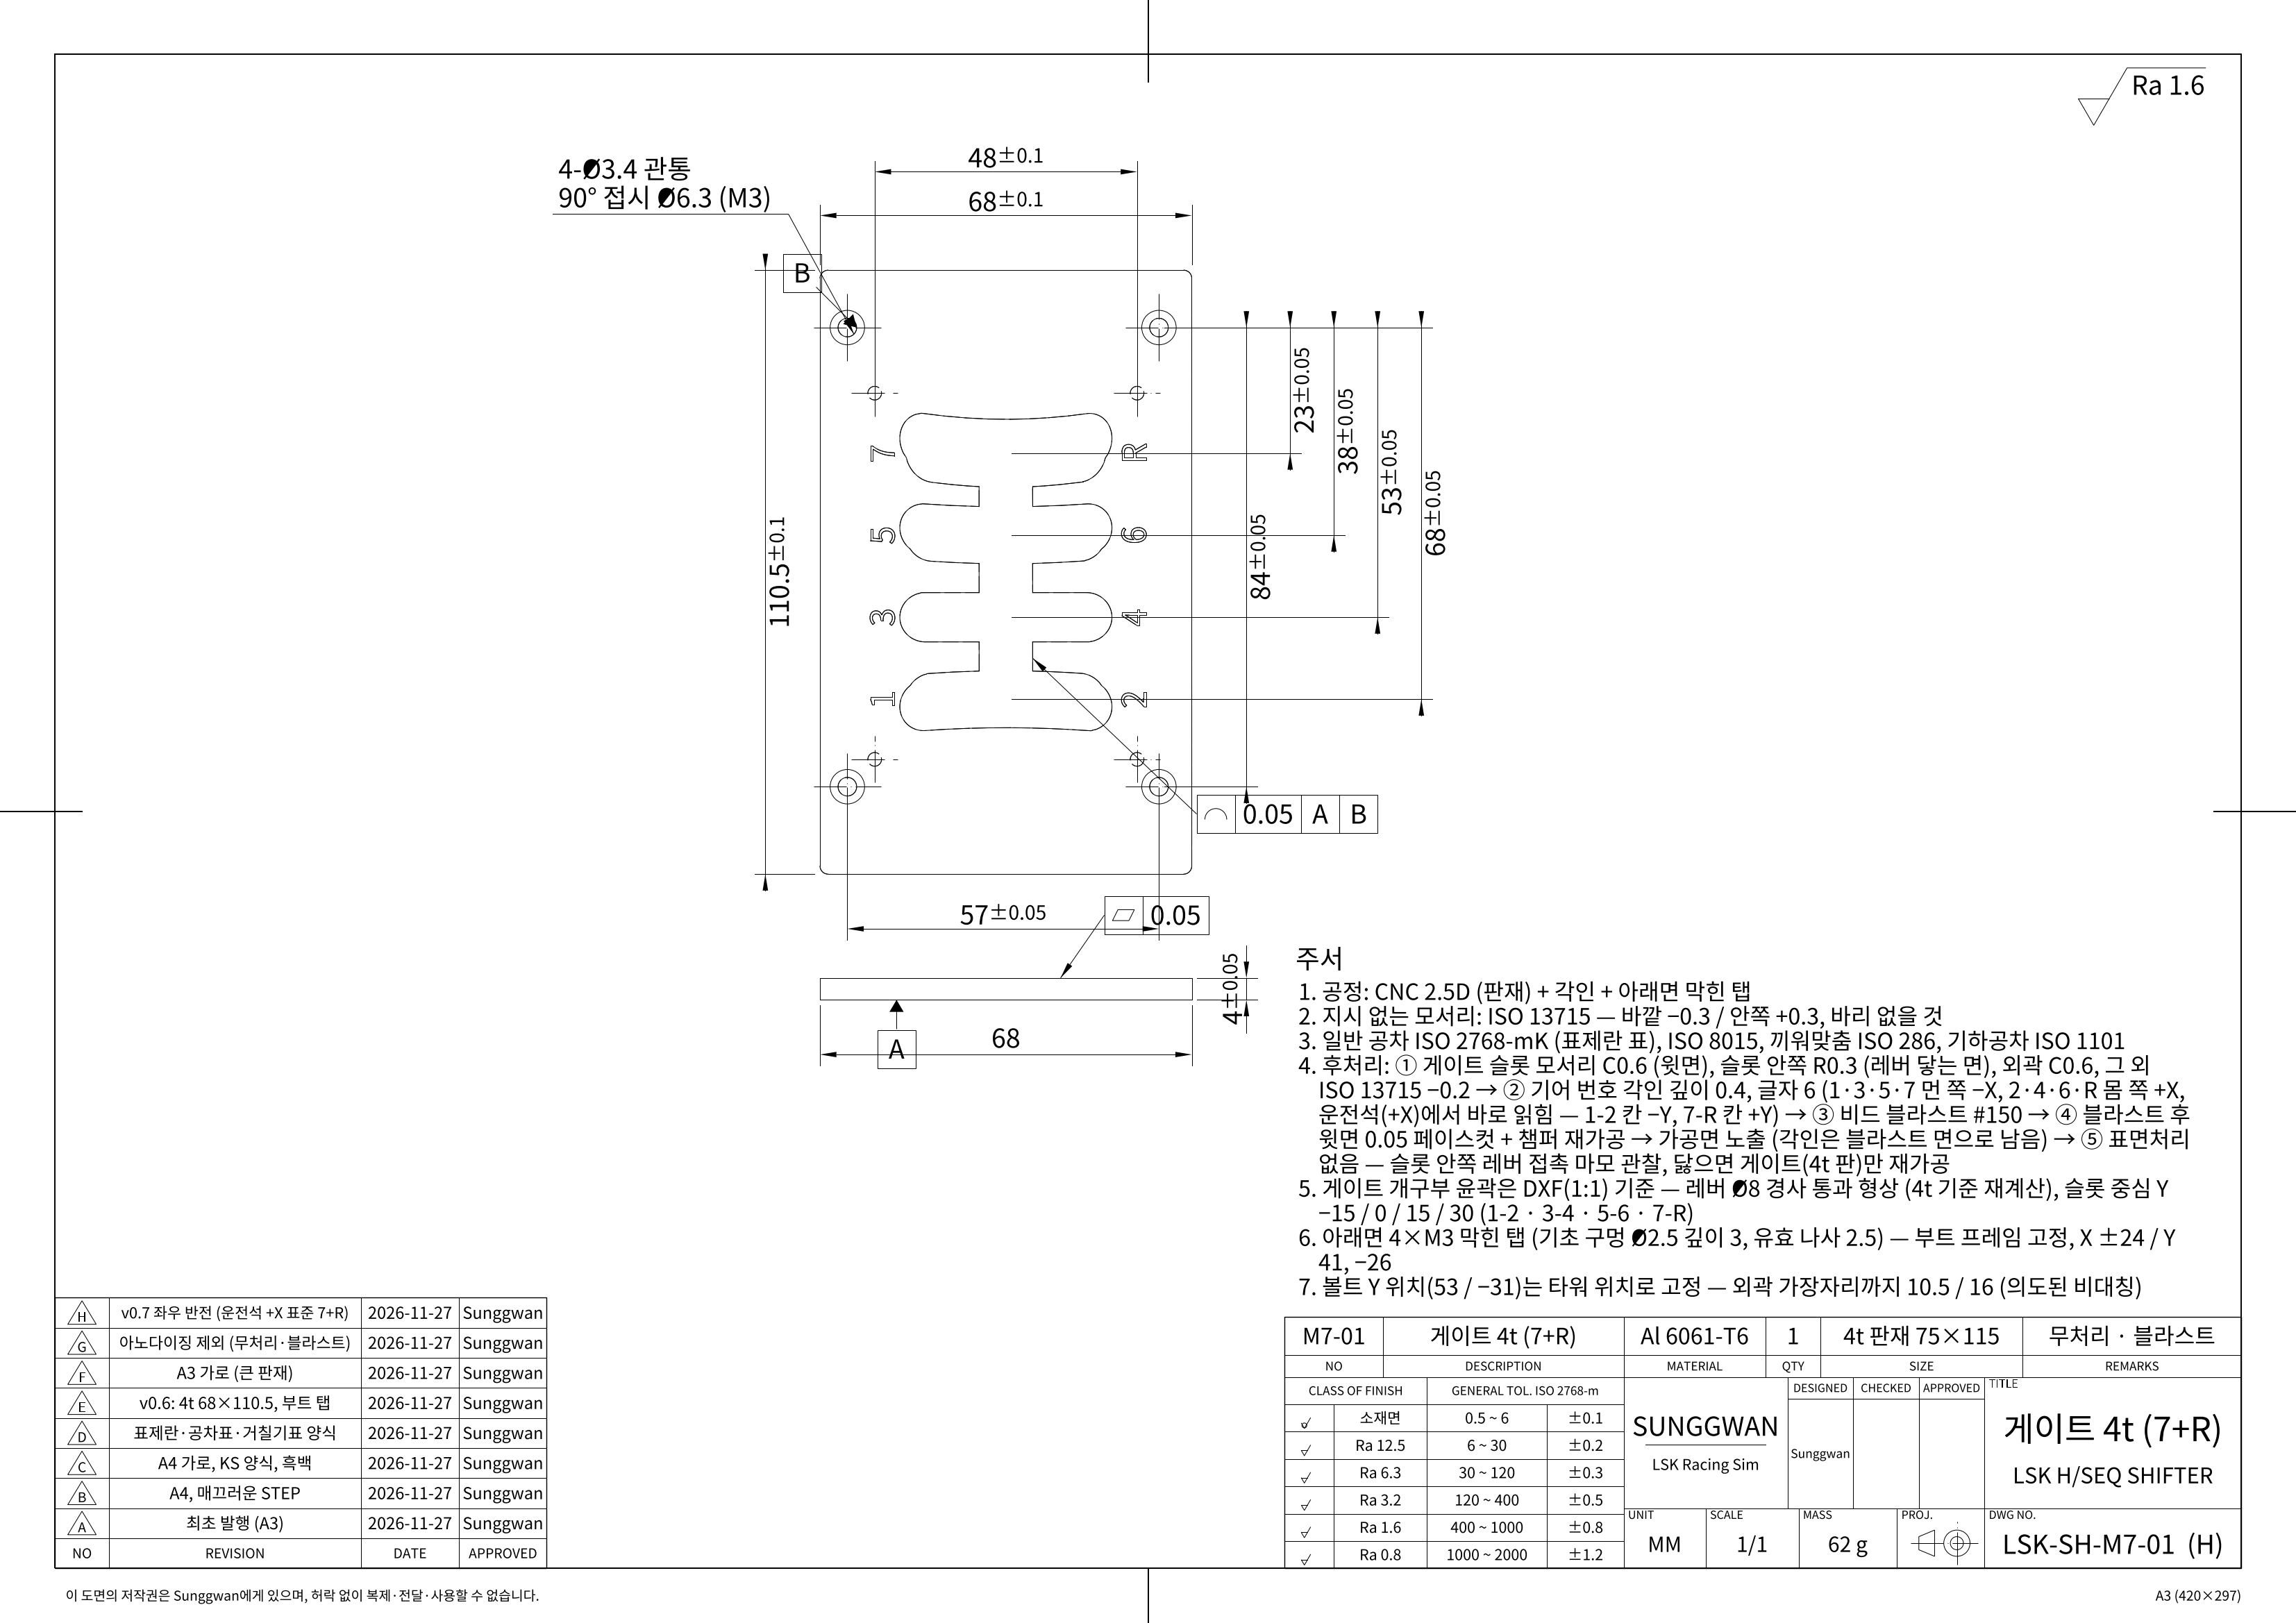 Ra 1.6
4-Ø3.4 관통
90° 접시 Ø6.3 (M3)
48±0.1
68±0.1
B
110.5±0.1
23±0.05
38±0.05
53±0.05
68±0.05
84±0.05
7
R
5
6
3
4
1
2
0.05 A B
57±0.05
0.05
4±0.05
A
68
주서
1. 공정: CNC 2.5D (판재) + 각인 + 아래면 막힌 탭
2. 지시 없는 모서리: ISO 13715 — 바깥 −0.3 / 안쪽 +0.3, 바리 없을 것
3. 일반 공차 ISO 2768-mK (표제란 표), ISO 8015, 끼워맞춤 ISO 286, 기하공차 ISO 1101
4. 후처리: ① 게이트 슬롯 모서리 C0.6 (윗면), 슬롯 안쪽 R0.3 (레버 닿는 면), 외곽 C0.6, 그 외
ISO 13715 −0.2 → ② 기어 번호 각인 깊이 0.4, 글자 6 (1·3·5·7 먼 쪽 −X, 2·4·6·R 몸 쪽 +X,
운전석(+X)에서 바로 읽힘 — 1-2 칸 −Y, 7-R 칸 +Y) → ③ 비드 블라스트 #150 → ④ 블라스트 후
윗면 0.05 페이스컷 + 챔퍼 재가공 → 가공면 노출 (각인은 블라스트 면으로 남음) → ⑤ 표면처리
없음 — 슬롯 안쪽 레버 접촉 마모 관찰, 닳으면 게이트(4t 판)만 재가공
5. 게이트 개구부 윤곽은 DXF(1:1) 기준 — 레버 Ø8 경사 통과 형상 (4t 기준 재계산), 슬롯 중심 Y
−15 / 0 / 15 / 30 (1-2 · 3-4 · 5-6 · 7-R)
6. 아래면 4×M3 막힌 탭 (기초 구멍 Ø2.5 깊이 3, 유효 나사 2.5) — 부트 프레임 고정, X ±24 / Y
41, −26
7. 볼트 Y 위치(53 / −31)는 타워 위치로 고정 — 외곽 가장자리까지 10.5 / 16 (의도된 비대칭)
H v0.7 좌우 반전 (운전석 +X 표준 7+R) 2026-11-27 Sunggwan
G 아노다이징 제외 (무처리·블라스트) 2026-11-27 Sunggwan
F A3 가로 (큰 판재) 2026-11-27 Sunggwan
E v0.6: 4t 68×110.5, 부트 탭 2026-11-27 Sunggwan
D 표제란·공차표·거칠기표 양식 2026-11-27 Sunggwan
C A4 가로, KS 양식, 흑백 2026-11-27 Sunggwan
B A4, 매끄러운 STEP 2026-11-27 Sunggwan
A 최초 발행 (A3) 2026-11-27 Sunggwan
NO REVISION DATE APPROVED
M7-01 게이트 4t (7+R) Al 6061-T6 1 4t 판재 75×115 무처리 · 블라스트
NO DESCRIPTION MATERIAL QTY SIZE REMARKS
CLASS OF FINISH GENERAL TOL. ISO 2768-m
소재면 0.5 ~ 6 ±0.1
Ra 12.5 6 ~ 30 ±0.2
Ra 6.3 30 ~ 120 ±0.3
Ra 3.2 120 ~ 400 ±0.5
Ra 1.6 400 ~ 1000 ±0.8
Ra 0.8 1000 ~ 2000 ±1.2
SUNGGWAN
LSK Racing Sim
DESIGNED CHECKED APPROVED
Sunggwan
TITLE
게이트 4t (7+R)
LSK H/SEQ SHIFTER
UNIT SCALE MASS PROJ. DWG NO.
MM 1/1 62 g LSK-SH-M7-01 (H)
이 도면의 저작권은 Sunggwan에게 있으며, 허락 없이 복제·전달·사용할 수 없습니다.
A3 (420×297)